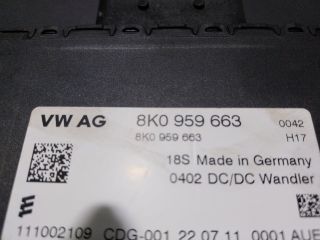 VW AG 8K0 959 663 0042
8K0 959 663 H17
18S Made in Germany
0402 DC/DC Wandler
m
111002109 CDG-001 22.07.11 0001 AUE